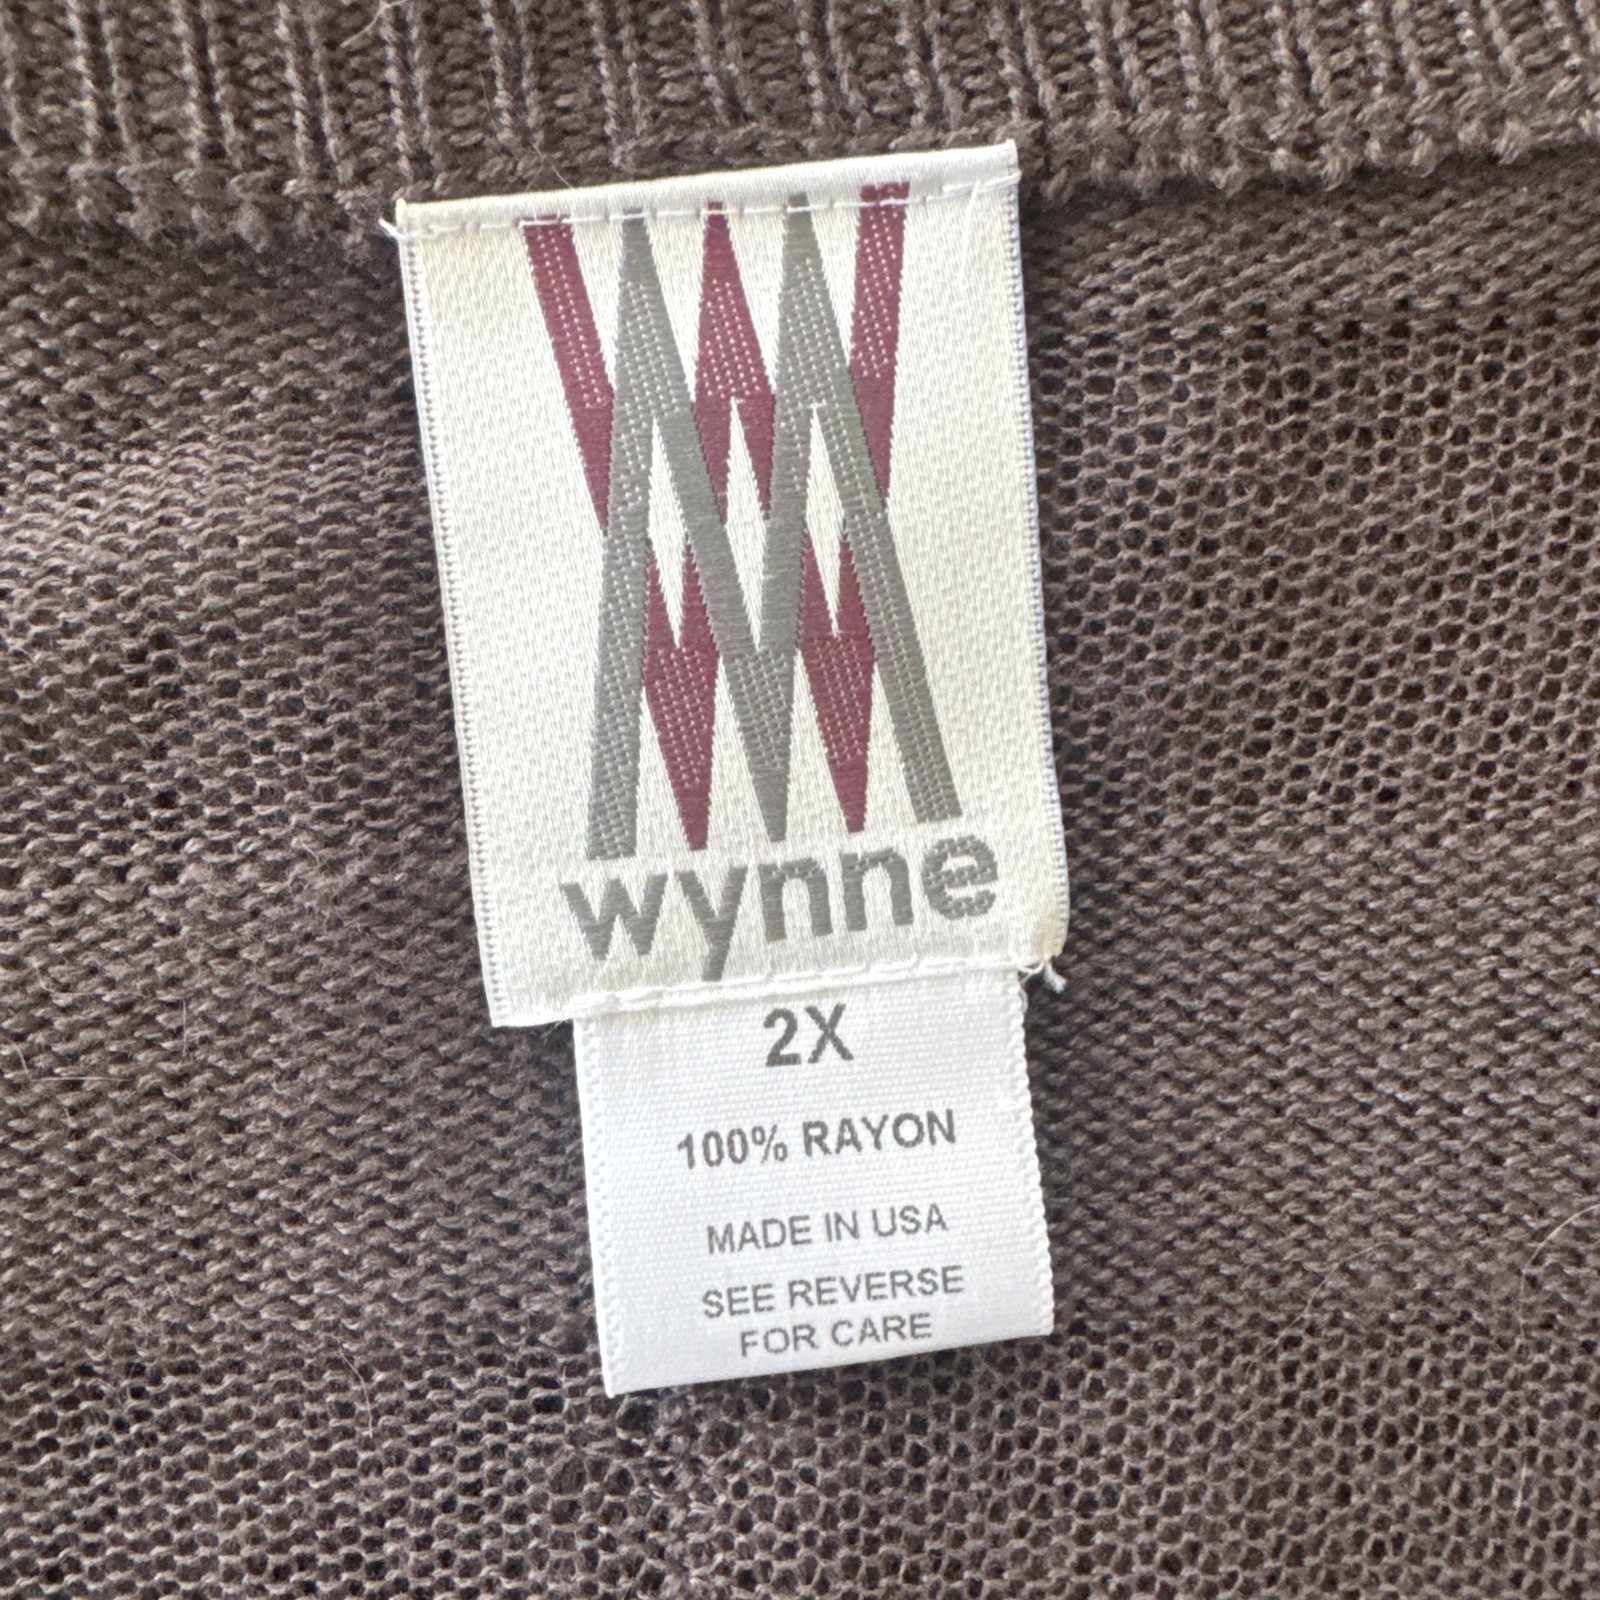 wynne
2X
100% RAYON
MADE IN USA
SEE REVERSE
FOR CARE